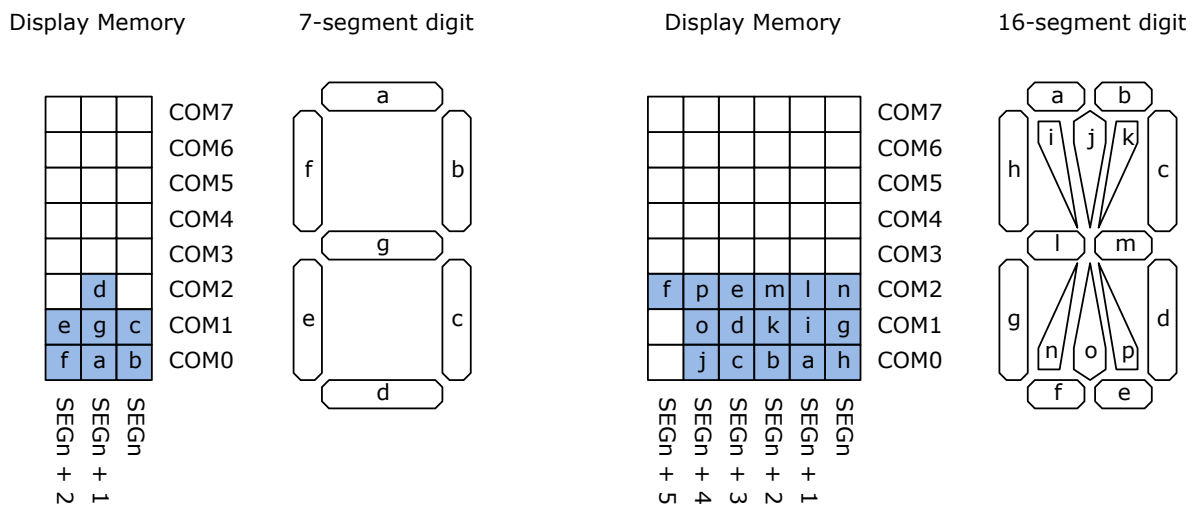 Display Memory
7-segment digit
COM7
COM6
COM5
COM4
COM3
d COM2
e g c COM1
f a b COM0
SEGn + 2
SEGn + 1
SEGn
a
f b
g
e c
d
Display Memory
16-segment digit
COM7
COM6
COM5
COM4
COM3
f p e m l n COM2
o d k i g COM1
j c b a h COM0
SEGn + 5
SEGn + 4
SEGn + 3
SEGn + 2
SEGn + 1
SEGn
a b
h i j k c
l m
g n o p d
f e